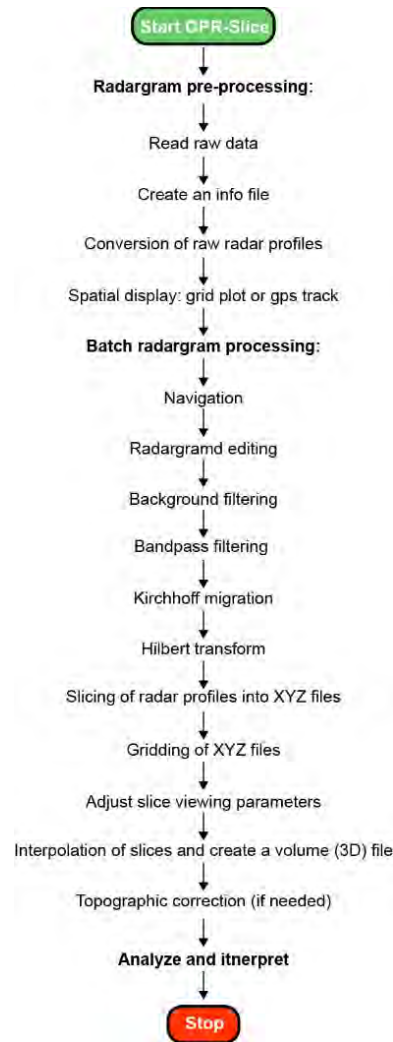 Start GPR-Slice
Radargram pre-processing:
Read raw data
Create an info file
Conversion of raw radar profiles
Spatial display: grid plot or gps track
Batch radargram processing:
Navigation
Radargramd editing
Background filtering
Bandpass filtering
Kirchhoff migration
Hilbert transform
Slicing of radar profiles into XYZ files
Gridding of XYZ files
Adjust slice viewing parameters
Interpolation of slices and create a volume (3D) file
Topographic correction (if needed)
Analyze and itnerpret
Stop